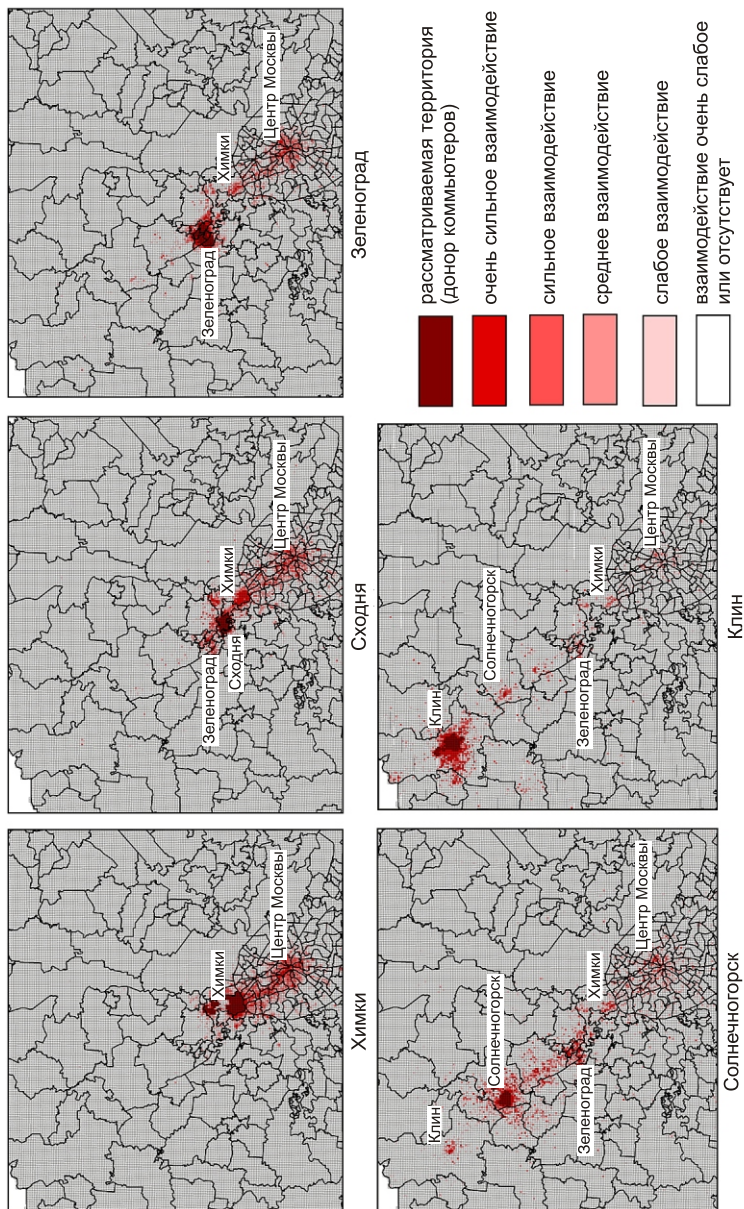 Химки
Центр Москвы
Химки
Зеленоград
Химки
Сходня
Центр Москвы
Сходня
Зеленоград
Химки
Центр Москвы
Зеленоград
Клин
Солнечногорск
Зеленоград
Химки
Центр Москвы
Солнечногорск
Клин
Солнечногорск
Зеленоград
Химки
Центр Москвы
Клин
рассматриваемая территория
(донор коммьютеров)
очень сильное взаимодействие
сильное взаимодействие
среднее взаимодействие
слабое взаимодействие
взаимодействие очень слабое
или отсутствует